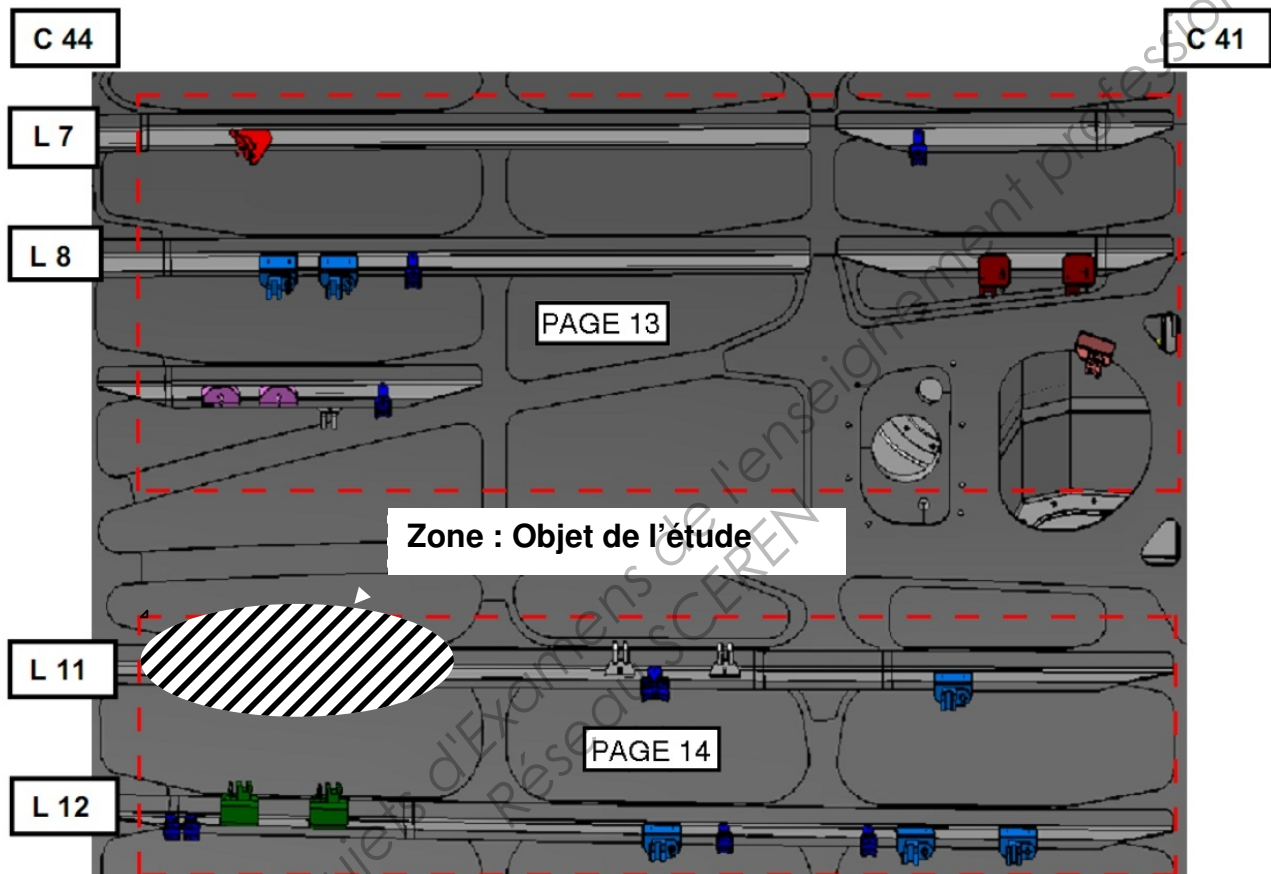 C 44
C 41
L 7
L 8
PAGE 13
Zone : Objet de l'étude
L 11
PAGE 14
L 12
Sujets d'Examens de l'enseignement professionn
Réseau SCEREN